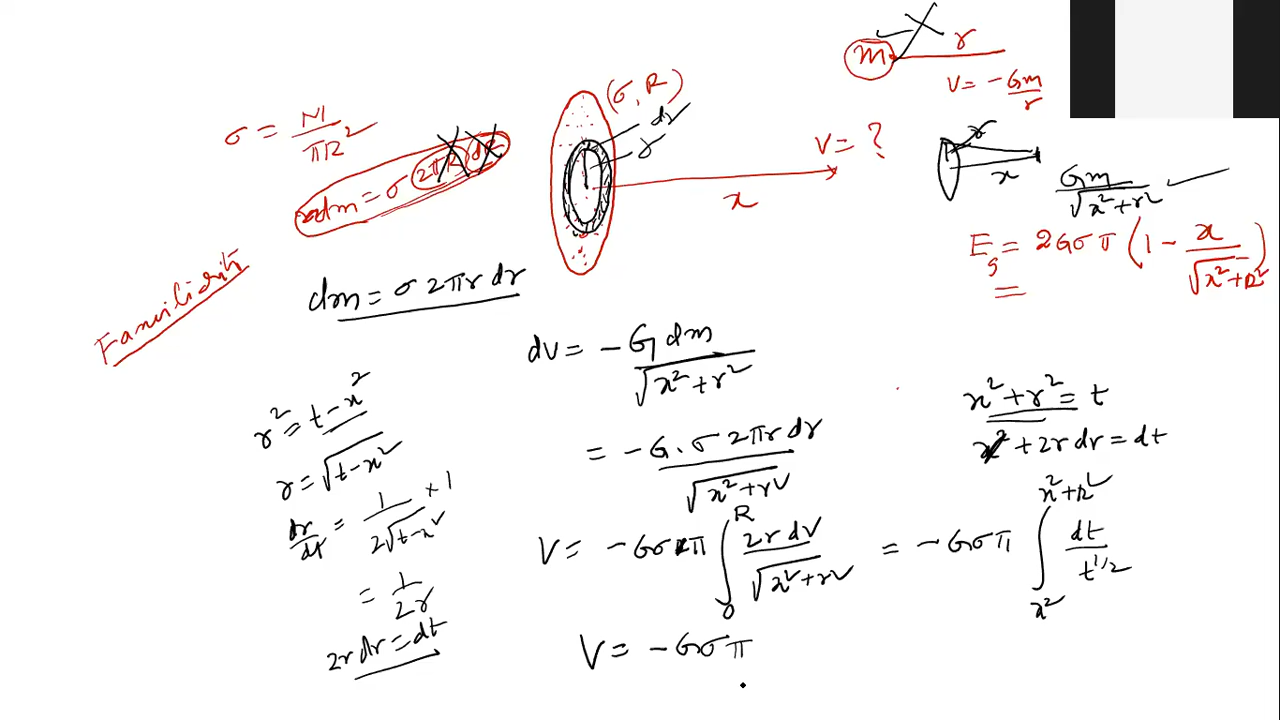 m
r
V = -Gm/r
σ = M/πR²
dm = σ 2πR dr
(σ, R)
dr
r
V = ?
x
r
x
Gm/√(x²+r²)
E_g = 2Gσπ (1 - x/√(x²+R²))
=
Familiarity
dm = σ 2πr dr
dV = -G dm/√(x²+r²)
= -G. σ 2πr dr/√(x²+r²)
V = -Gσπ ∫₀^R 2r dr/√(x²+r²) = -Gσπ ∫_{x²}^{x²+R²} dt/t^{1/2}
V = -Gσπ
r² = t - x²
r = √(t-x²)
dr/dt = 1/(2√(t-x²)) × 1
= 1/2r
2r dr = dt
x² + r² = t
x² + 2r dr = dt